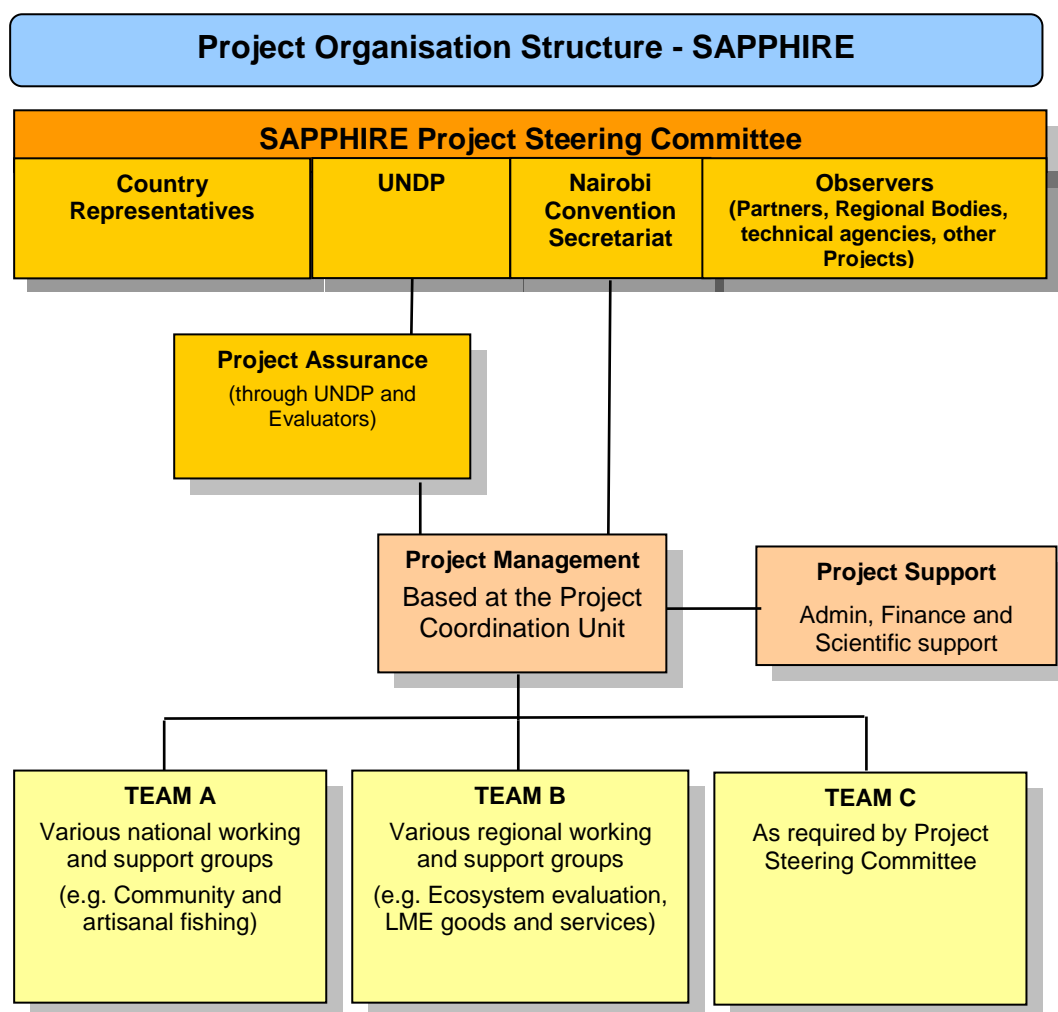 Project Organisation Structure - SAPPHIRE
SAPPHIRE Project Steering Committee
Country
Representatives
UNDP
Nairobi
Convention
Secretariat
Observers
(Partners, Regional Bodies,
technical agencies, other
Projects)
Project Assurance
(through UNDP and
Evaluators)
Project Management
Based at the Project
Coordination Unit
Project Support
Admin, Finance and
Scientific support
TEAM A
Various national working
and support groups
(e.g. Community and
artisanal fishing)
TEAM B
Various regional working
and support groups
(e.g. Ecosystem evaluation,
LME goods and services)
TEAM C
As required by Project
Steering Committee